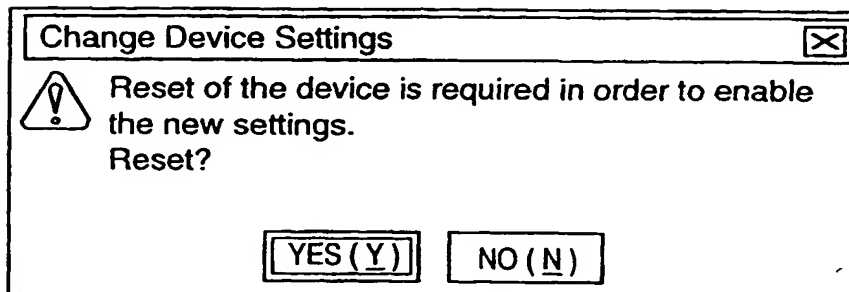 Change Device Settings
Reset of the device is required in order to enable
the new settings.
Reset?
YES (Y)
NO (N)